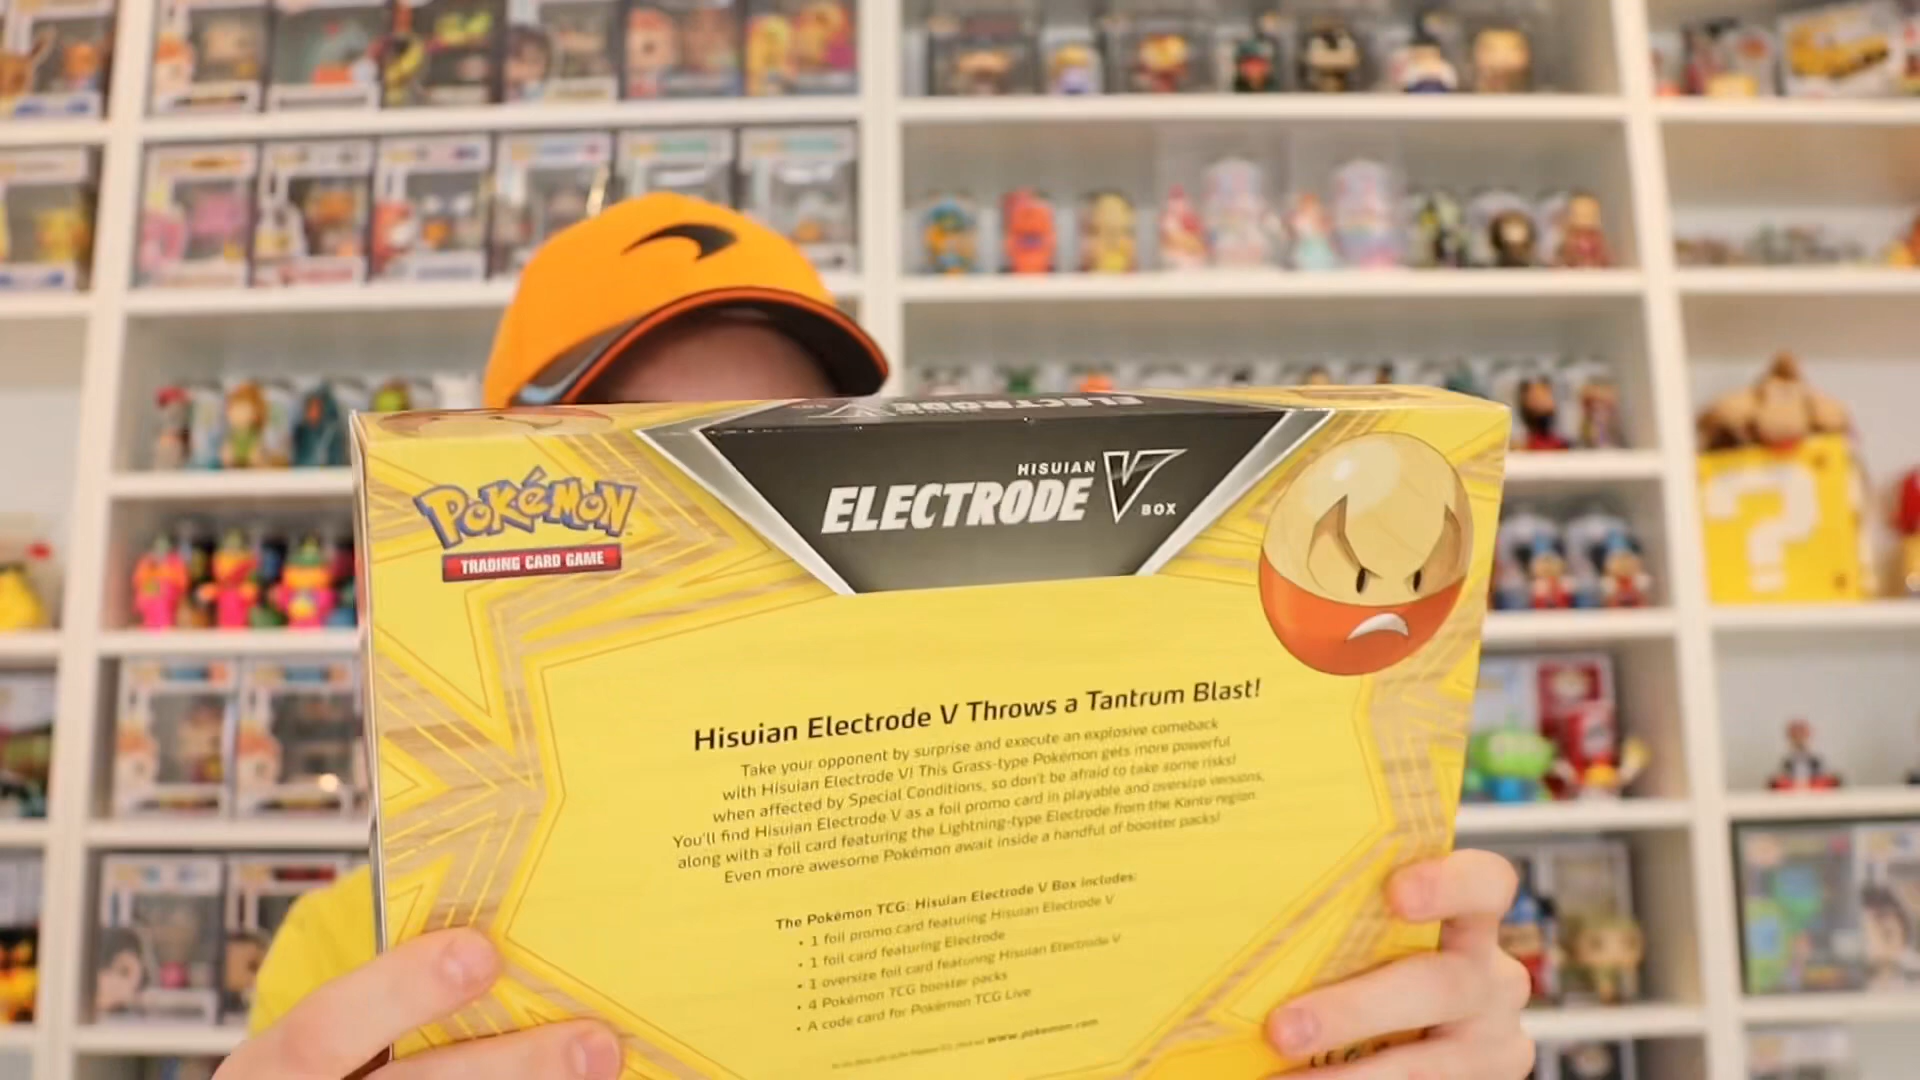 ELECTRODE V
POKéMON
TRADING CARD GAME
HISUIAN
ELECTRODE V
BOX
Hisuian Electrode V Throws a Tantrum Blast!
Take your opponent by surprise and execute an explosive comeback
with Hisuian Electrode V! This Grass-type Pokémon gets more powerful
when affected by Special Conditions, so don't be afraid to take some risks!
You'll find Hisuian Electrode V as a foil promo card in playable and oversize versions,
along with a foil card featuring the Lightning-type Electrode from the Kanto region.
Even more awesome Pokémon await inside a handful of booster packs!
The Pokémon TCG: Hisuian Electrode V Box includes:
• 1 foil promo card featuring Hisuian Electrode V
• 1 foil card featuring Electrode
• 1 oversize foil card featuring Hisuian Electrode V
• 4 Pokémon TCG booster packs
• A code card for Pokémon TCG Live
www.pokemon.com